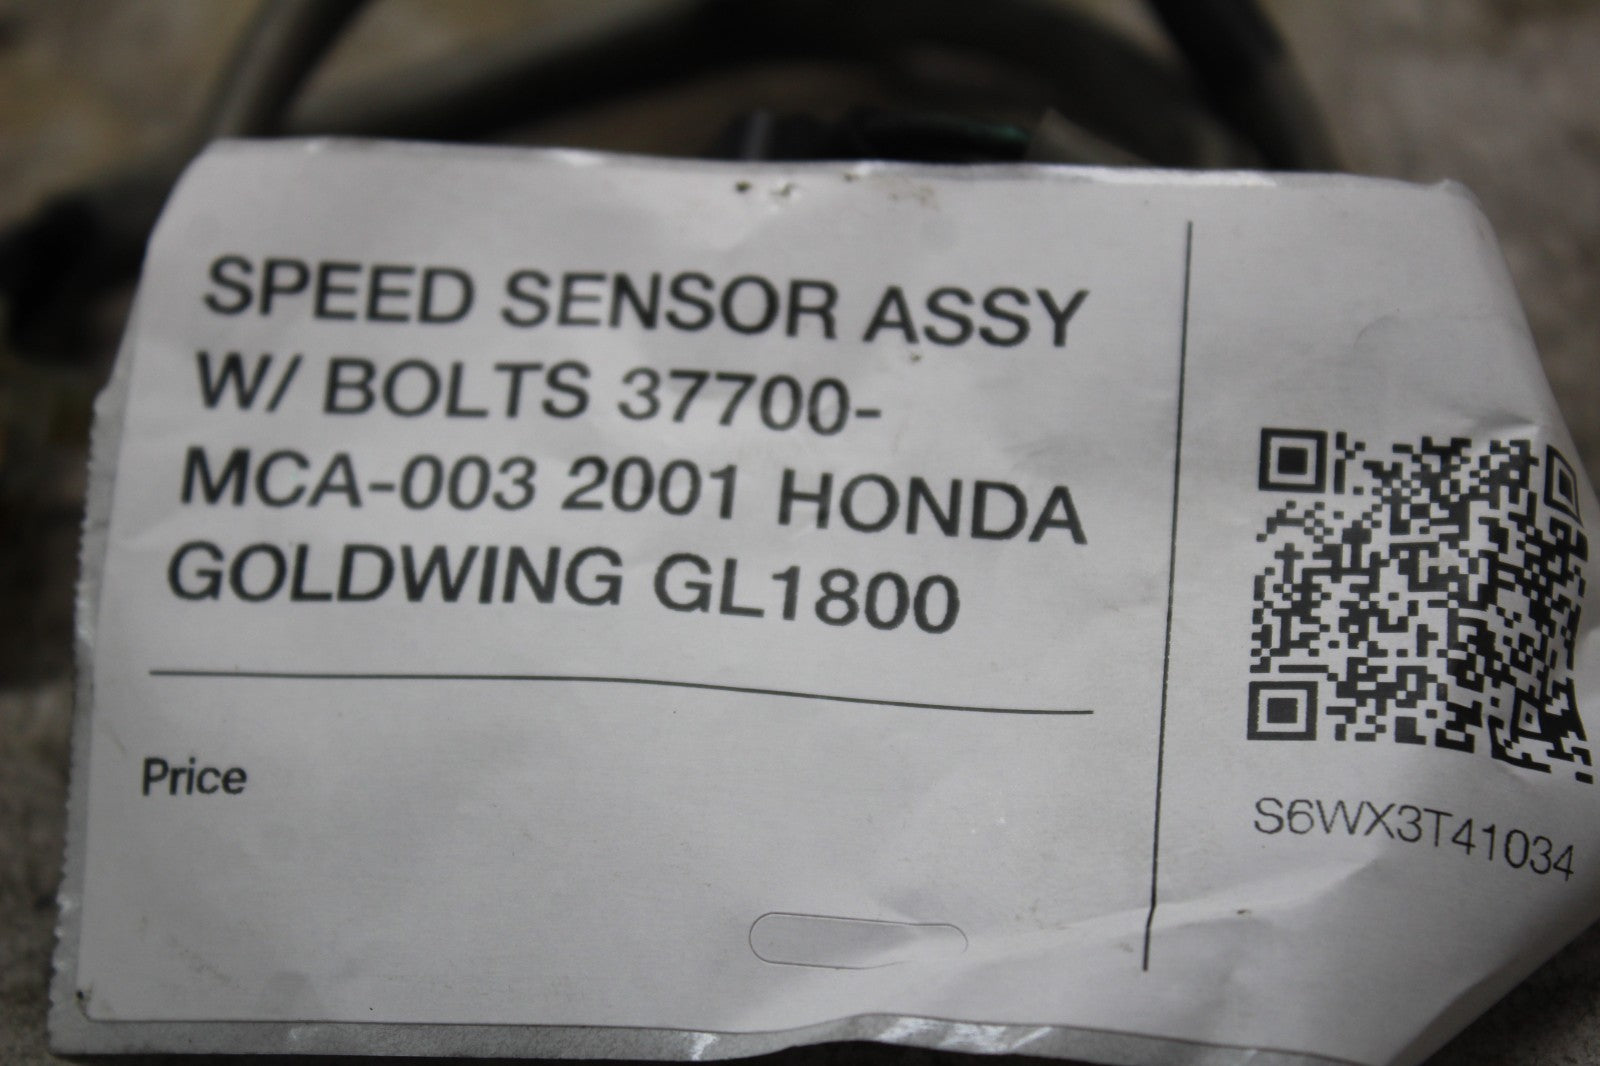 SPEED SENSOR ASSY
W/ BOLTS 37700-
MCA-003 2001 HONDA
GOLDWING GL1800
Price
S6WX3T41034